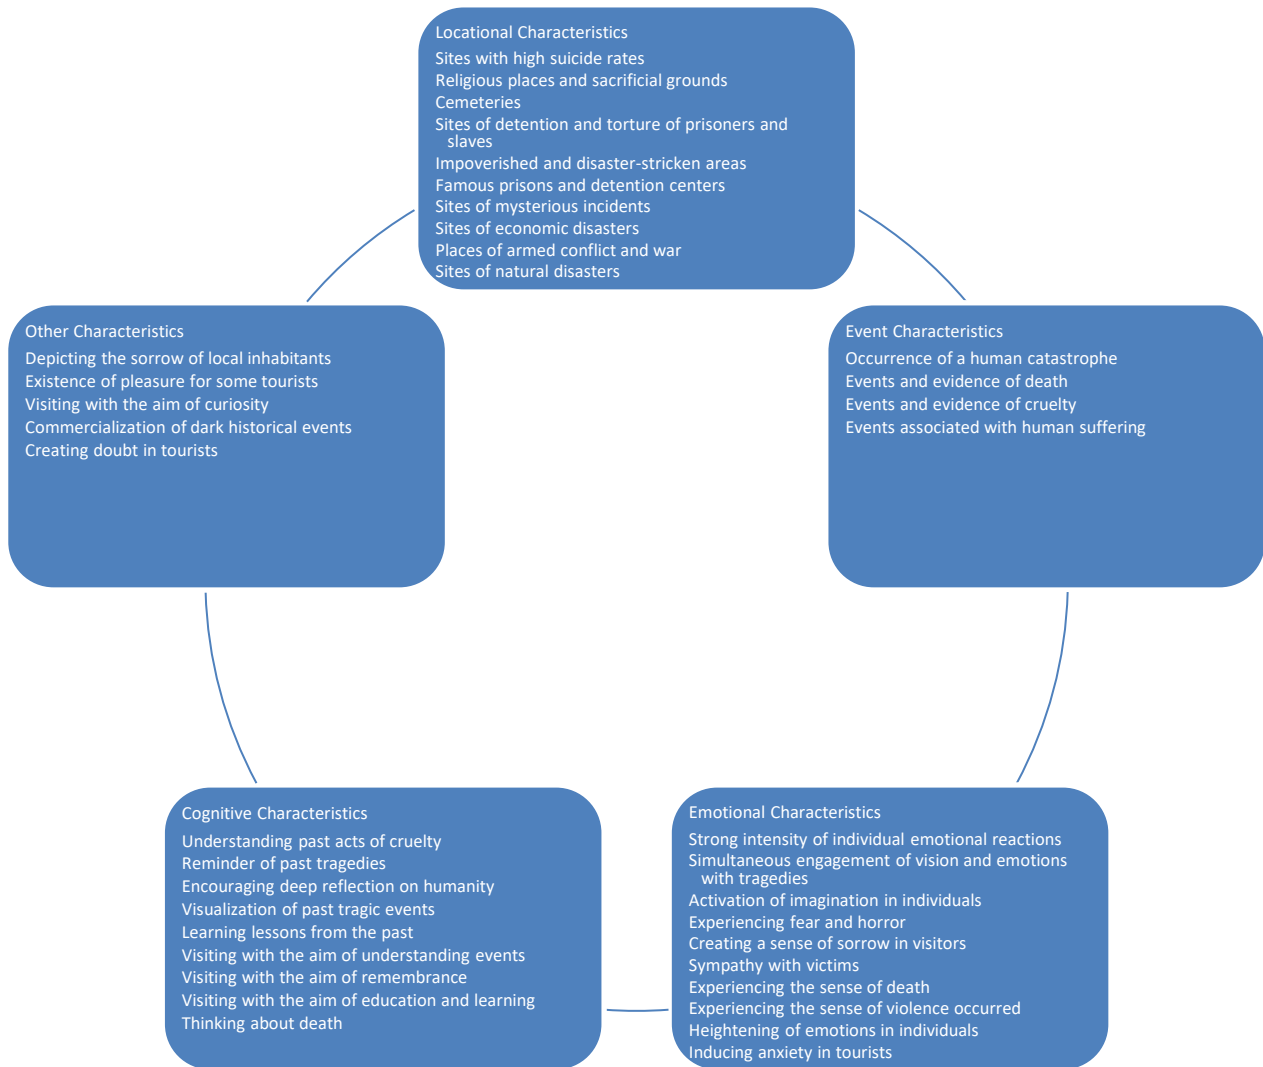 Locational Characteristics
Sites with high suicide rates
Religious places and sacrificial grounds
Cemeteries
Sites of detention and torture of prisoners and
slaves
Impoverished and disaster-stricken areas
Famous prisons and detention centers
Sites of mysterious incidents
Sites of economic disasters
Places of armed conflict and war
Sites of natural disasters
Event Characteristics
Occurrence of a human catastrophe
Events and evidence of death
Events and evidence of cruelty
Events associated with human suffering
Emotional Characteristics
Strong intensity of individual emotional reactions
Simultaneous engagement of vision and emotions
with tragedies
Activation of imagination in individuals
Experiencing fear and horror
Creating a sense of sorrow in visitors
Sympathy with victims
Experiencing the sense of death
Experiencing the sense of violence occurred
Heightening of emotions in individuals
Inducing anxiety in tourists
Cognitive Characteristics
Understanding past acts of cruelty
Reminder of past tragedies
Encouraging deep reflection on humanity
Visualization of past tragic events
Learning lessons from the past
Visiting with the aim of understanding events
Visiting with the aim of remembrance
Visiting with the aim of education and learning
Thinking about death
Other Characteristics
Depicting the sorrow of local inhabitants
Existence of pleasure for some tourists
Visiting with the aim of curiosity
Commercialization of dark historical events
Creating doubt in tourists